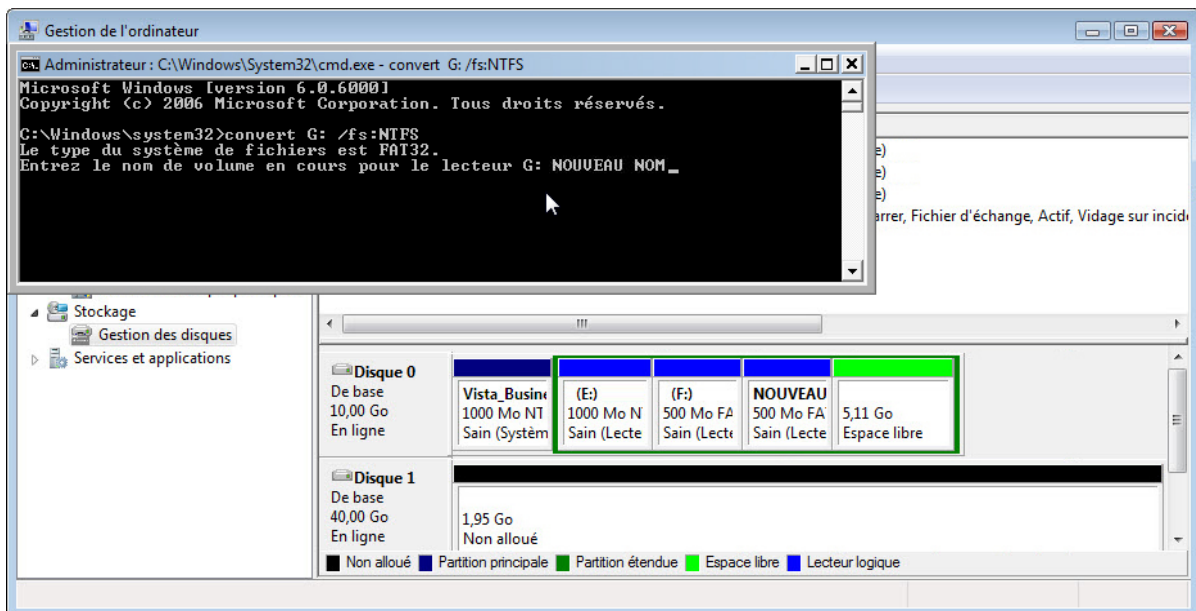 Gestion de l'ordinateur
Administrateur : C:\Windows\System32\cmd.exe - convert G: /fs:NTFS
Microsoft Windows [version 6.0.6000]
Copyright (c) 2006 Microsoft Corporation. Tous droits réservés.
C:\Windows\system32>convert G: /fs:NTFS
Le type du système de fichiers est FAT32.
Entrez le nom de volume en cours pour le lecteur G: NOUVEAU NOM_
e)
e)
e)
arrer, Fichier d'échange, Actif, Vidage sur incide
Stockage
Gestion des disques
Services et applications
Disque 0
De base
10,00 Go
En ligne
Vista_Busine
1000 Mo NT
Sain (Systèm
(E:)
1000 Mo N
Sain (Lecte
(F:)
500 Mo FA
Sain (Lecte
NOUVEAU
500 Mo FA
Sain (Lecte
5,11 Go
Espace libre
Disque 1
De base
40,00 Go
En ligne
1,95 Go
Non alloué
Non alloué Partition principale Partition étendue Espace libre Lecteur logique